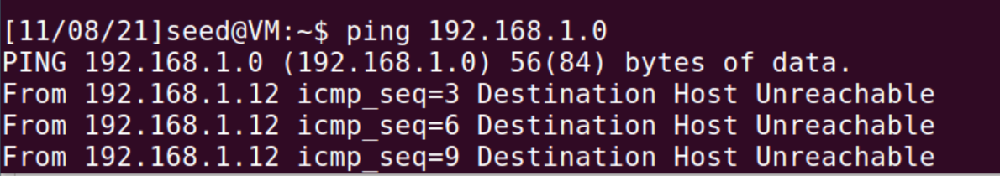 [11/08/21]seed@VM:~$ ping 192.168.1.0
PING 192.168.1.0 (192.168.1.0) 56(84) bytes of data.
From 192.168.1.12 icmp_seq=3 Destination Host Unreachable
From 192.168.1.12 icmp_seq=6 Destination Host Unreachable
From 192.168.1.12 icmp_seq=9 Destination Host Unreachable